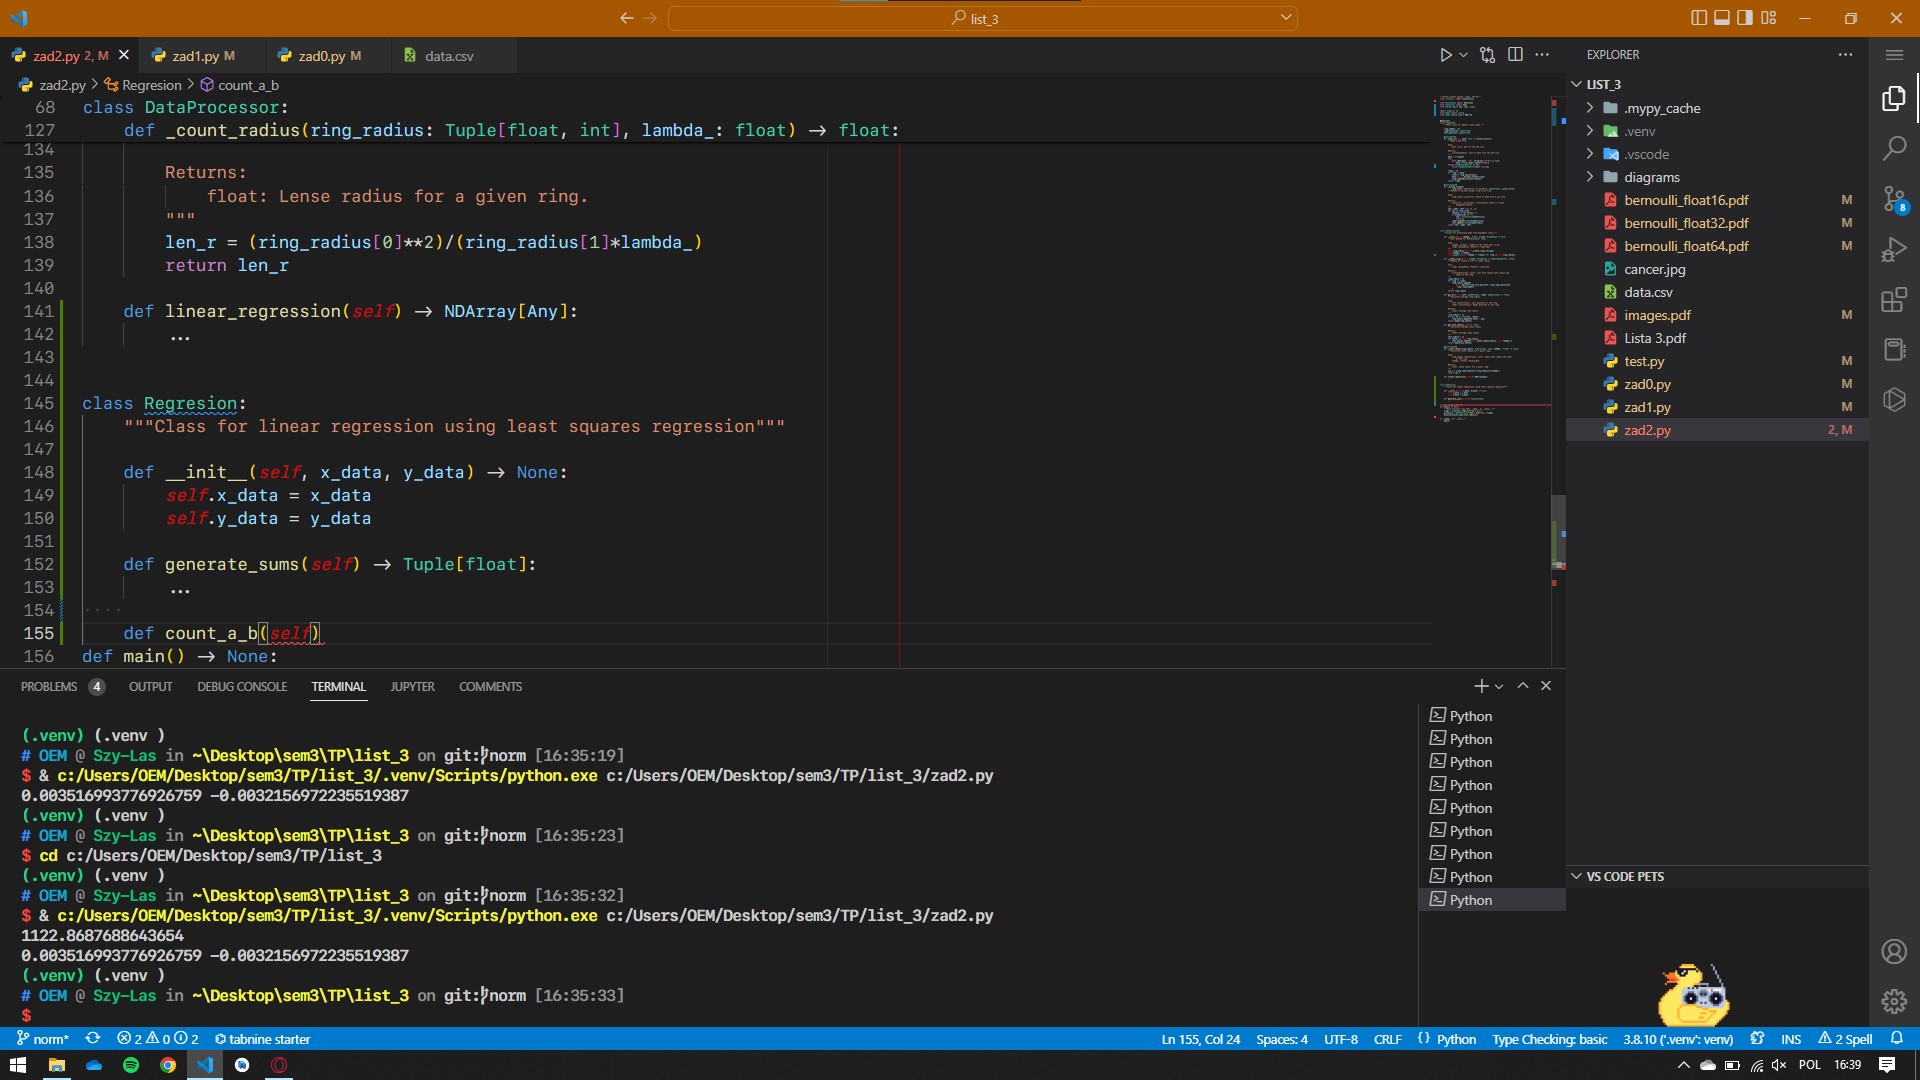 list_3
zad2.py 2, M
zad1.py M
zad0.py M
data.csv
zad2.py > Regresion > count_a_b
68 class DataProcessor:
127 def _count_radius(ring_radius: Tuple[float, int], lambda_: float) → float:
134
135 Returns:
136 float: Lense radius for a given ring.
137 """
138 len_r = (ring_radius[0]**2)/(ring_radius[1]*lambda_)
139 return len_r
140
141 def linear_regression(self) → NDArray[Any]:
142 ...
143
144
145 class Regresion:
146 """Class for linear regression using least squares regression"""
147
148 def __init__(self, x_data, y_data) → None:
149 self.x_data = x_data
150 self.y_data = y_data
151
152 def generate_sums(self) → Tuple[float]:
153 ...
154 ····
155 def count_a_b(self)
156 def main() → None:
EXPLORER
LIST_3
.mypy_cache
.venv
.vscode
diagrams
bernoulli_float16.pdf M
bernoulli_float32.pdf M
bernoulli_float64.pdf M
cancer.jpg
data.csv
images.pdf M
Lista 3.pdf
test.py M
zad0.py M
zad1.py M
zad2.py 2, M
8
VS CODE PETS
PROBLEMS 4 OUTPUT DEBUG CONSOLE TERMINAL JUPYTER COMMENTS
(.venv) (.venv )
# OEM @ Szy-Las in ~\Desktop\sem3\TP\list_3 on git:norm [16:35:19]
$ & c:/Users/OEM/Desktop/sem3/TP/list_3/.venv/Scripts/python.exe c:/Users/OEM/Desktop/sem3/TP/list_3/zad2.py
0.003516993776926759 -0.0032156972235519387
(.venv) (.venv )
# OEM @ Szy-Las in ~\Desktop\sem3\TP\list_3 on git:norm [16:35:23]
$ cd c:/Users/OEM/Desktop/sem3/TP/list_3
(.venv) (.venv )
# OEM @ Szy-Las in ~\Desktop\sem3\TP\list_3 on git:norm [16:35:32]
$ & c:/Users/OEM/Desktop/sem3/TP/list_3/.venv/Scripts/python.exe c:/Users/OEM/Desktop/sem3/TP/list_3/zad2.py
1122.8687688643654
0.003516993776926759 -0.0032156972235519387
(.venv) (.venv )
# OEM @ Szy-Las in ~\Desktop\sem3\TP\list_3 on git:norm [16:35:33]
$
Python
Python
Python
Python
Python
Python
Python
Python
Python
norm* 2 0 2 tabnine starter
Ln 155, Col 24 Spaces: 4 UTF-8 CRLF Python Type Checking: basic 3.8.10 ('.venv': venv) INS 2 Spell
POL 16:39